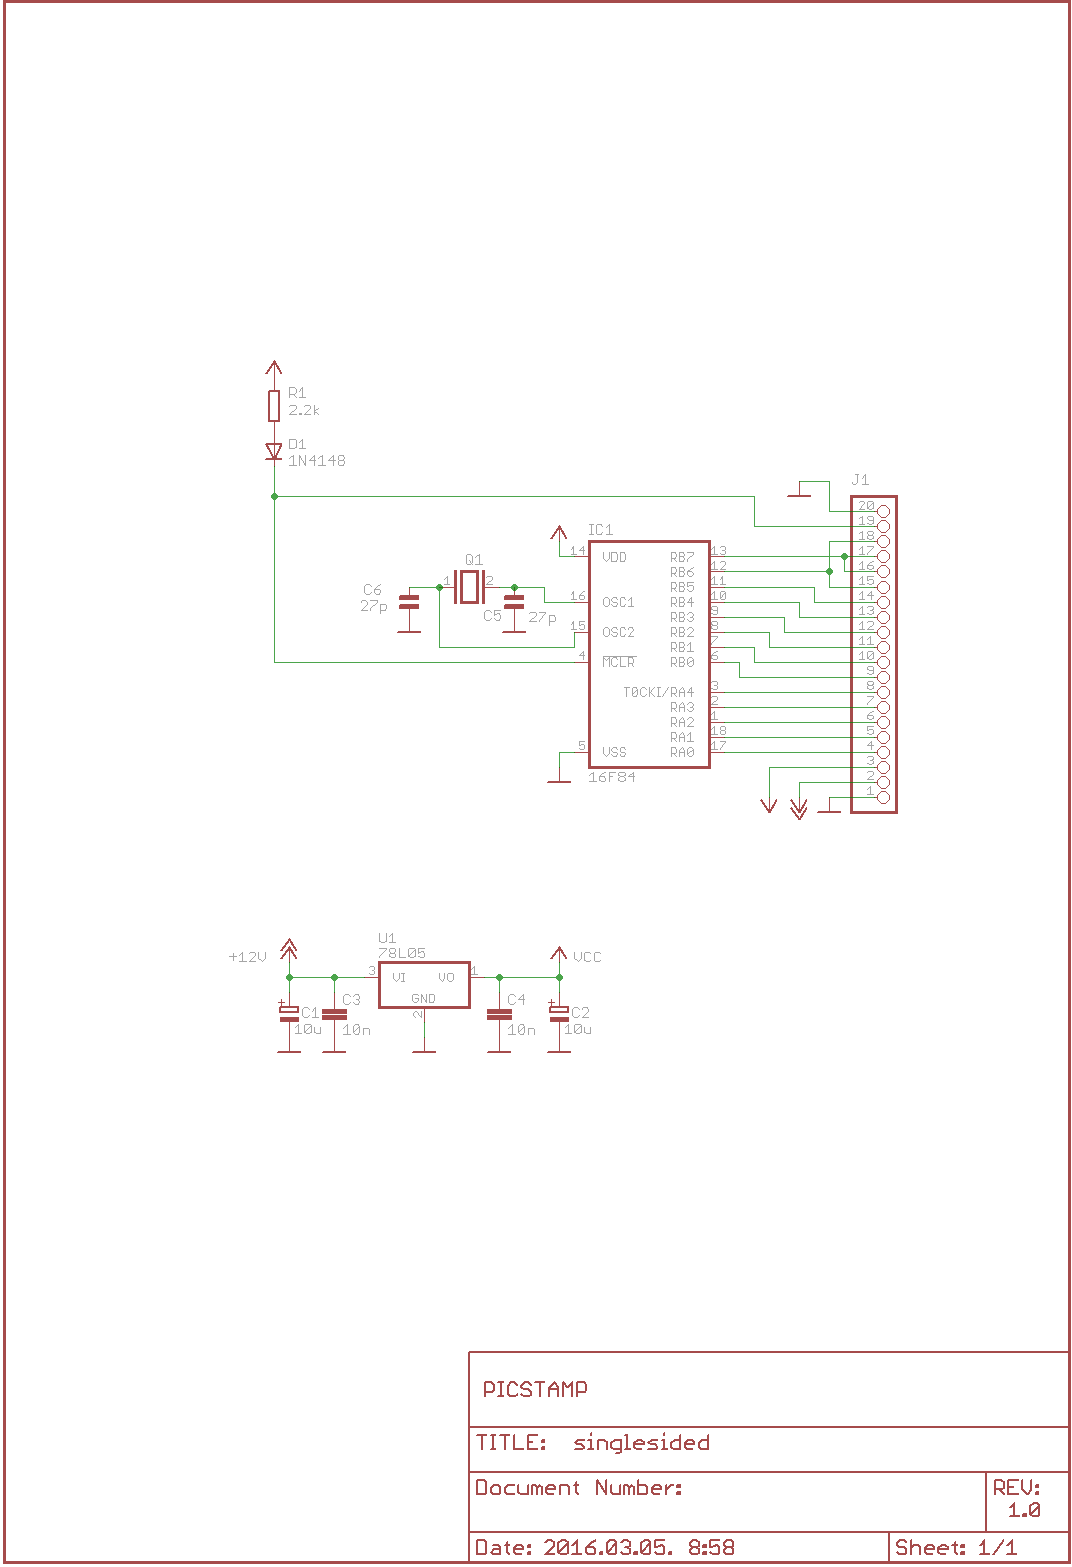 R1
2.2k
D1
1N4148
J1
20
19
18
17
16
15
14
13
12
11
10
9
8
7
6
5
4
3
2
1
IC1
14 VDD RB7 13
RB6 12
RB5 11
16 OSC1 RB4 10
RB3 9
15 OSC2 RB2 8
RB1 7
4 MCLR RB0 6
T0CKI/RA4 3
RA3 2
RA2 1
RA1 18
5 VSS RA0 17
16F84
Q1
1 2
C6
27p
C5 27p
+12V
U1
78L05
VCC
3 VI VO 1
GND
2
+
C1
10u
C3
10n
C4
10n
+
C2
10u
PICSTAMP
TITLE: singlesided
Document Number:
REV:
1.0
Date: 2016.03.05. 8:58
Sheet: 1/1